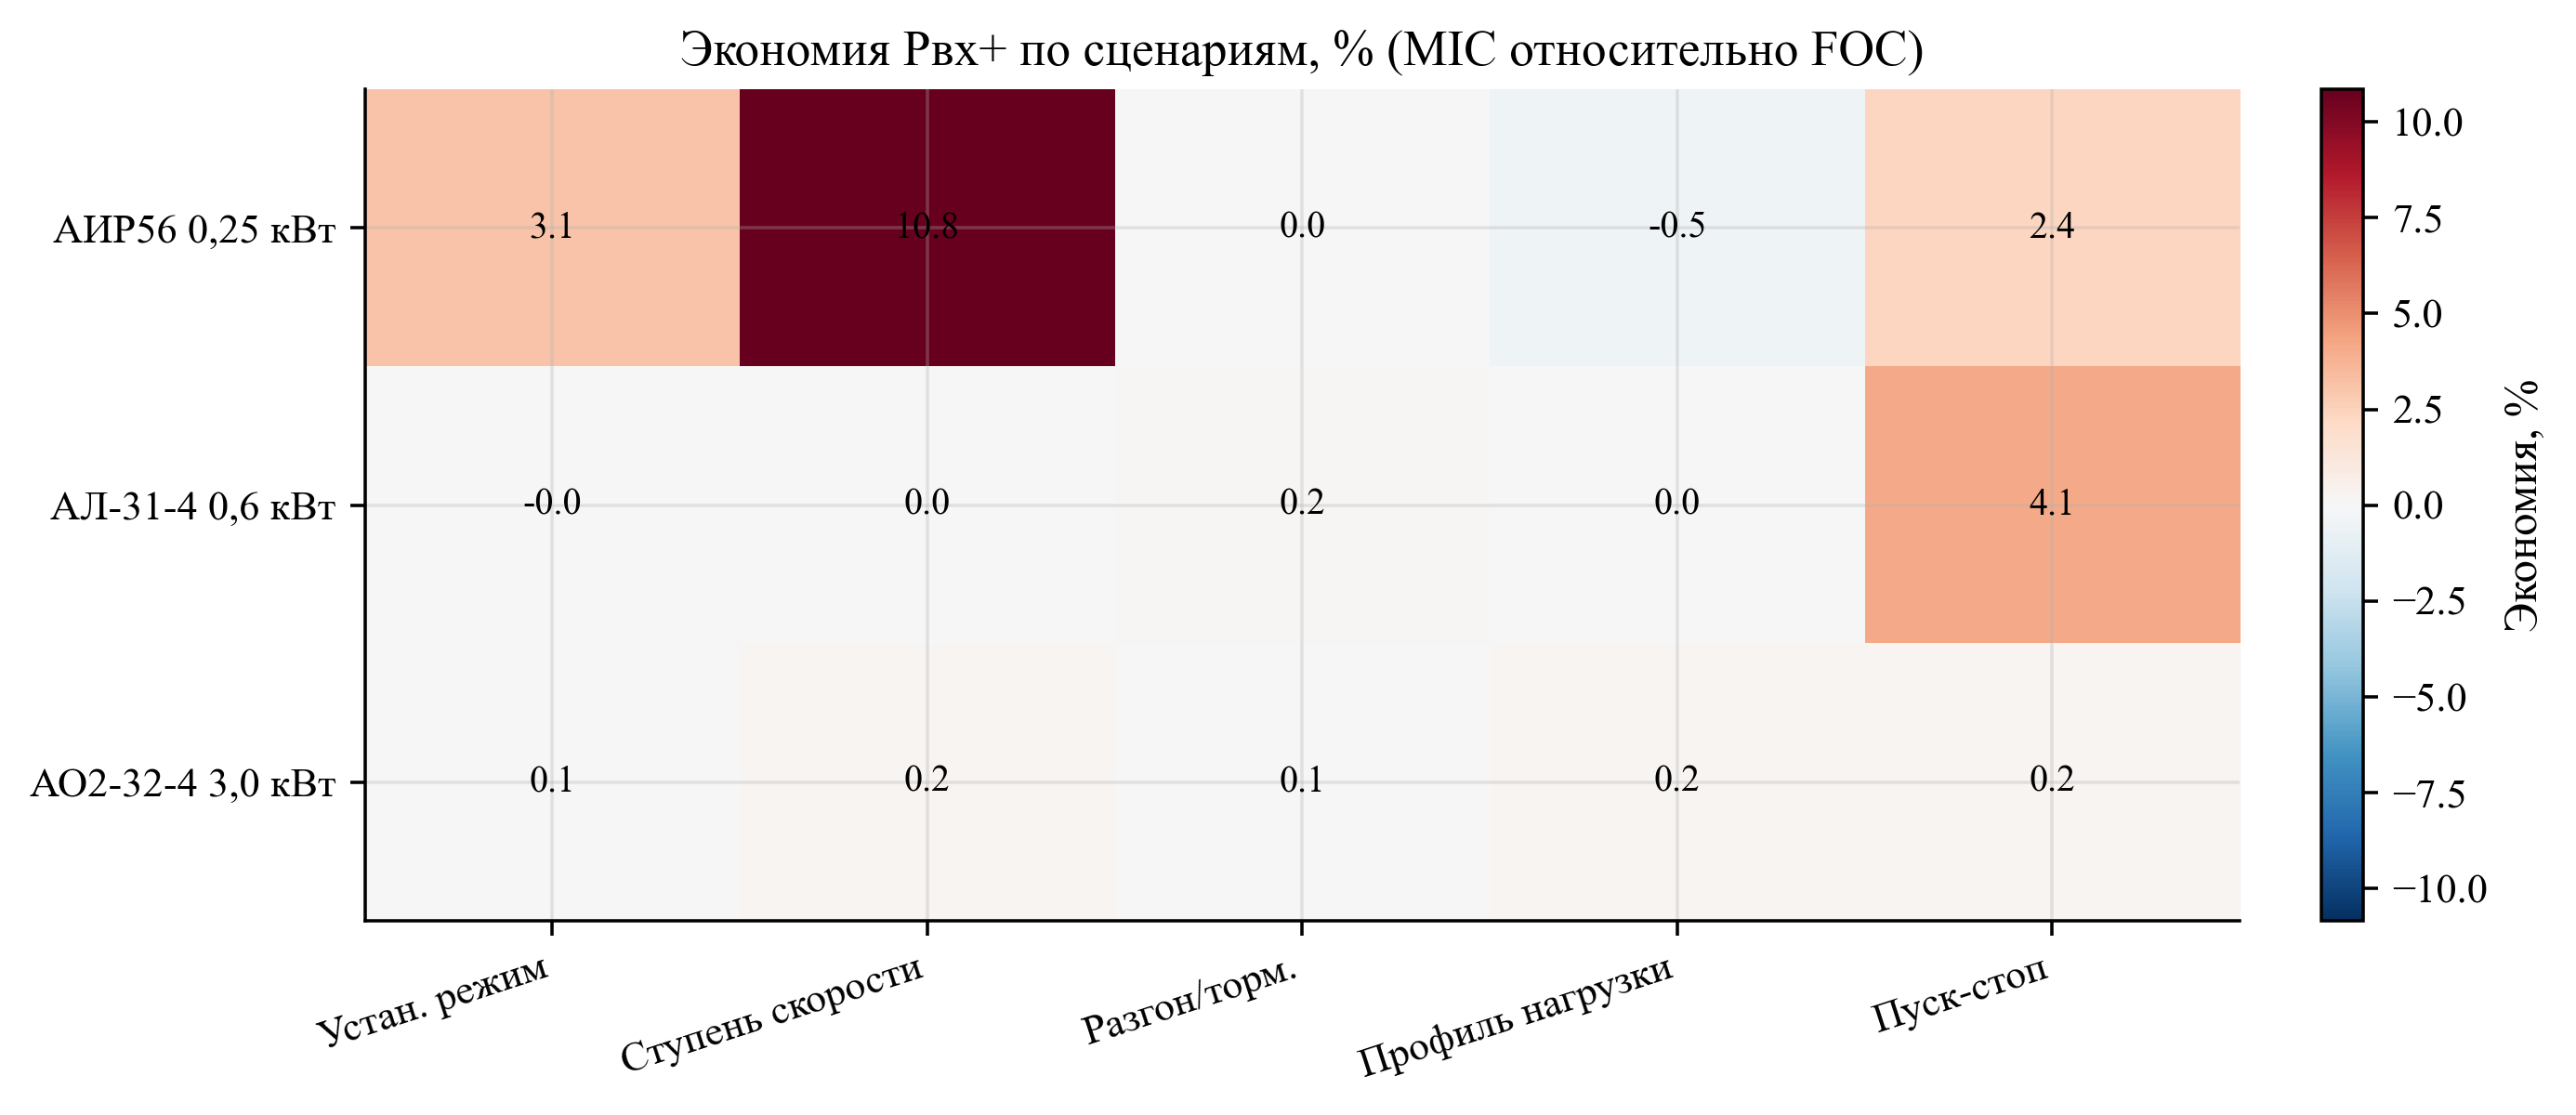 Экономия Pвх+ по сценариям, % (MIC относительно FOC)
АИР56 0,25 кВт
3.1
10.8
0.0
-0.5
2.4
АЛ-31-4 0,6 кВт
-0.0
0.0
0.2
0.0
4.1
АО2-32-4 3,0 кВт
0.1
0.2
0.1
0.2
0.2
Устан. режим
Ступень скорости
Разгон/торм.
Профиль нагрузки
Пуск-стоп
10.0
7.5
5.0
2.5
0.0
−2.5
−5.0
−7.5
−10.0
Экономия, %